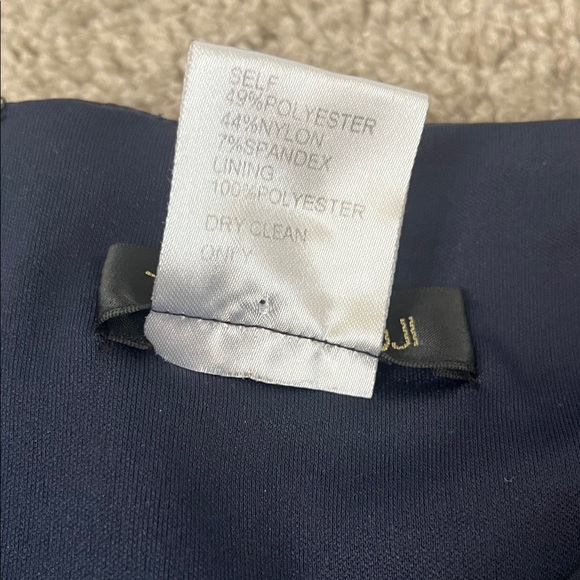 SELF
49%POLYESTER
44%NYLON
7%SPANDEX
LINING
100%POLYESTER
DRY CLEAN
ONLY